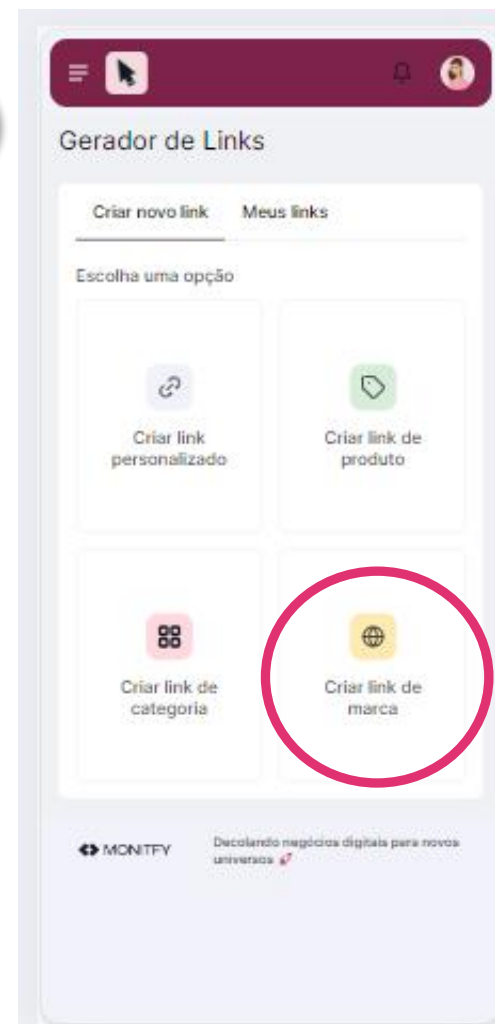 Gerador de Links
Criar novo link Meus links
Escolha uma opção
Criar link
personalizado
Criar link de
produto
Criar link de
categoria
Criar link de
marca
MONITFY
Decolando negócios digitais para novos
universos 🚀